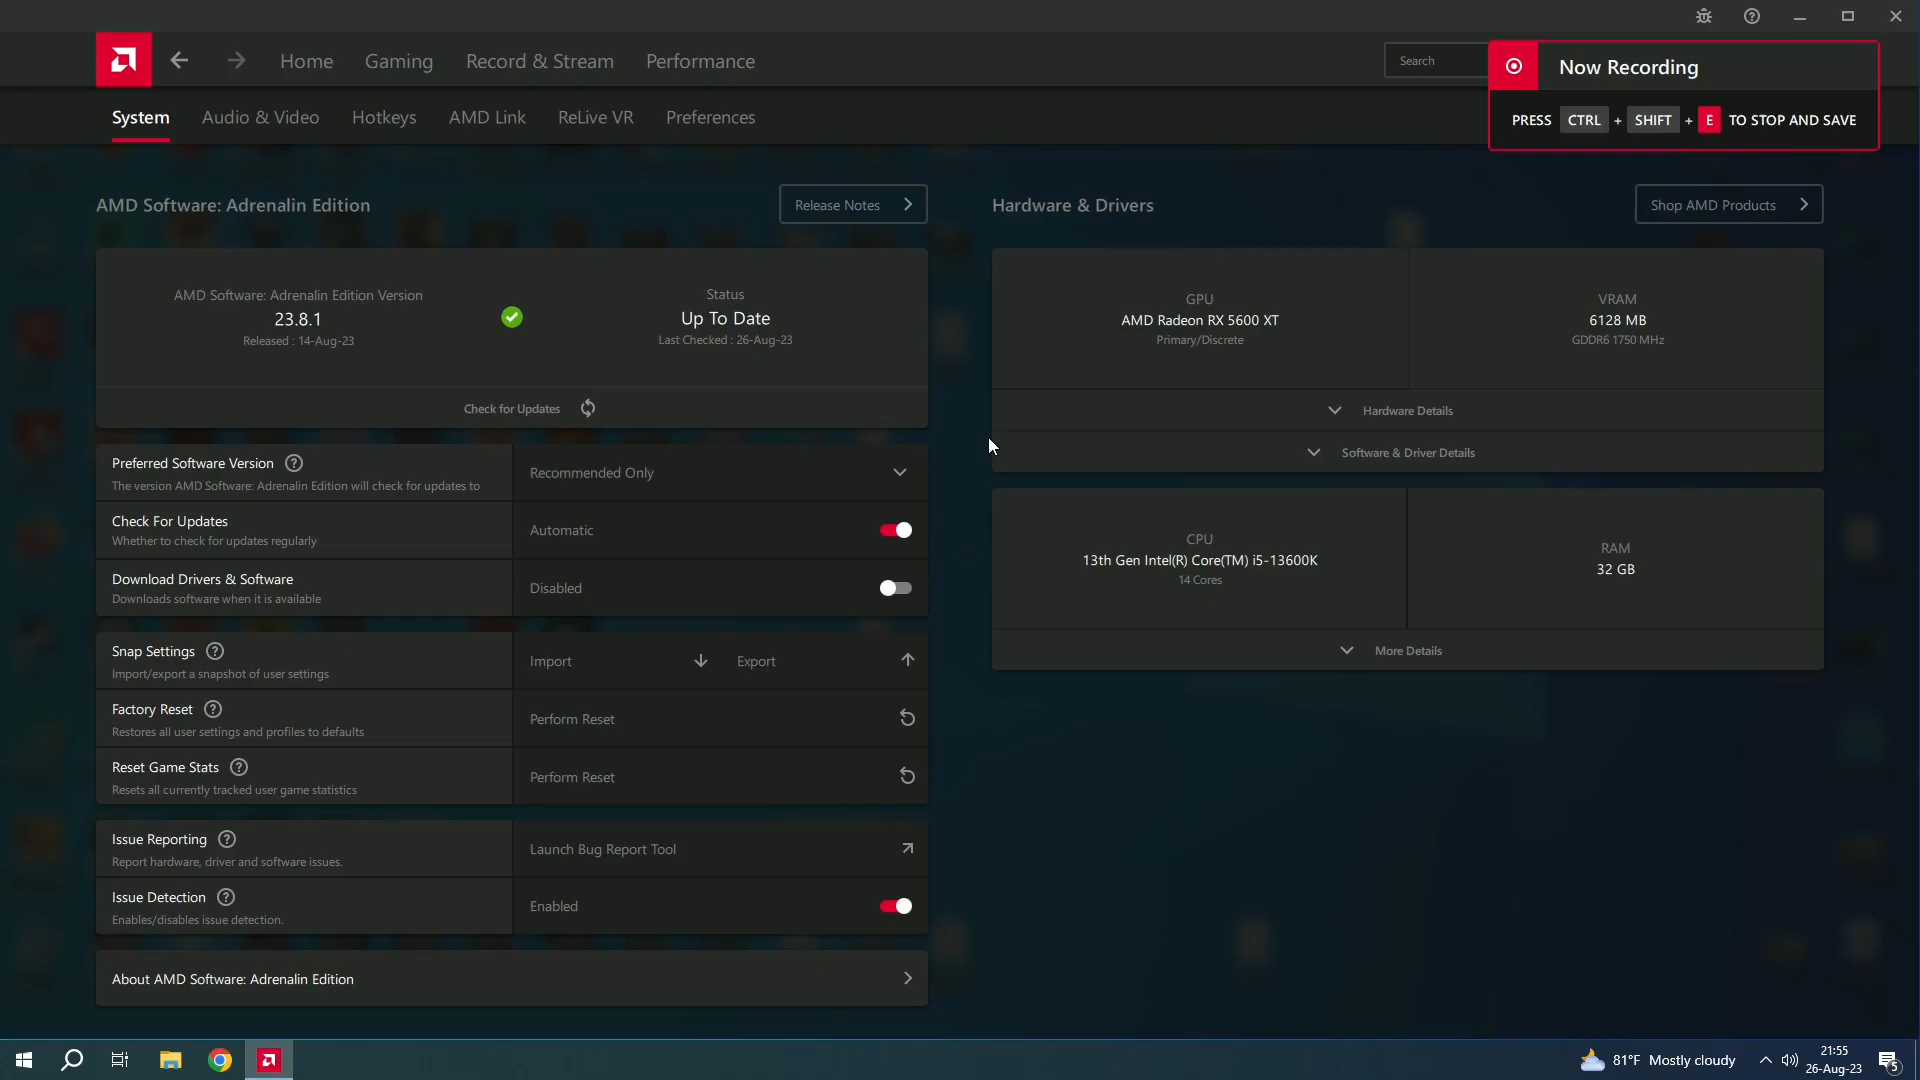 Home
Gaming
Record & Stream
Performance
Search
Now Recording
PRESS CTRL + SHIFT + E TO STOP AND SAVE
System
Audio & Video
Hotkeys
AMD Link
ReLive VR
Preferences
AMD Software: Adrenalin Edition
Release Notes
AMD Software: Adrenalin Edition Version
23.8.1
Released : 14-Aug-23
Status
Up To Date
Last Checked : 26-Aug-23
Check for Updates
Preferred Software Version
The version AMD Software: Adrenalin Edition will check for updates to
Recommended Only
Check For Updates
Whether to check for updates regularly
Automatic
Download Drivers & Software
Downloads software when it is available
Disabled
Snap Settings
Import/export a snapshot of user settings
Import
Export
Factory Reset
Restores all user settings and profiles to defaults
Perform Reset
Reset Game Stats
Resets all currently tracked user game statistics
Perform Reset
Issue Reporting
Report hardware, driver and software issues.
Launch Bug Report Tool
Issue Detection
Enables/disables issue detection.
Enabled
About AMD Software: Adrenalin Edition
Hardware & Drivers
Shop AMD Products
GPU
AMD Radeon RX 5600 XT
Primary/Discrete
VRAM
6128 MB
GDDR6 1750 MHz
Hardware Details
Software & Driver Details
CPU
13th Gen Intel(R) Core(TM) i5-13600K
14 Cores
RAM
32 GB
More Details
81°F Mostly cloudy
21:55
26-Aug-23
5